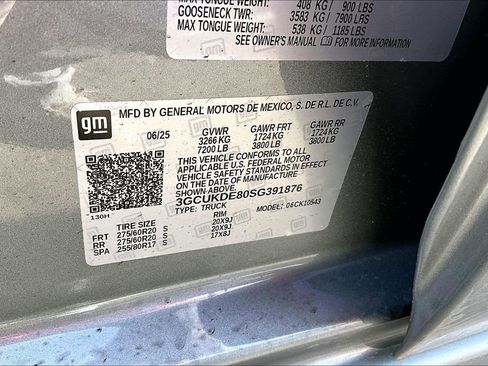 408 KG / 900 LBS
GOOSENECK TWR:
3583 KG/ 7900 LBS
MAX TONGUE WEIGHT:
538 KG / 1185 LBS
SEE OWNER'S MANUAL FOR MORE INFORMATION
gm
MFD BY GENERAL MOTORS DE MEXICO, S. DE R.L. DE C.V.
06/25 GVWR GAWR FRT GAWR RR
3266 KG 1724 KG 1724 KG
7200 LB 3800 LB 3800 LB
THIS VEHICLE CONFORMS TO ALL
APPLICABLE U.S. FEDERAL MOTOR
VEHICLE SAFETY STANDARDS IN EFFECT
ON THE DATE OF MANUFACTURE SHOWN ABOVE.
3GCUKDE80SG391876
TYPE: TRUCK MODEL: 06CK10543
130H
TIRE SIZE RIM
FRT 275/60R20 S 20X9J
RR 275/60R20 S 20X9J
SPA 255/80R17 S 17X8J